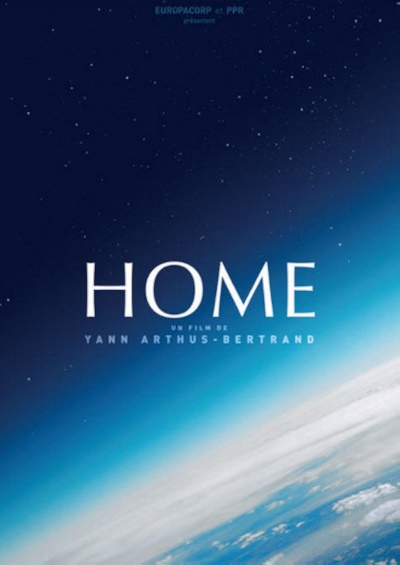 EUROPACORP et PPR
présentent
HOME
UN FILM DE
YANN ARTHUS-BERTRAND